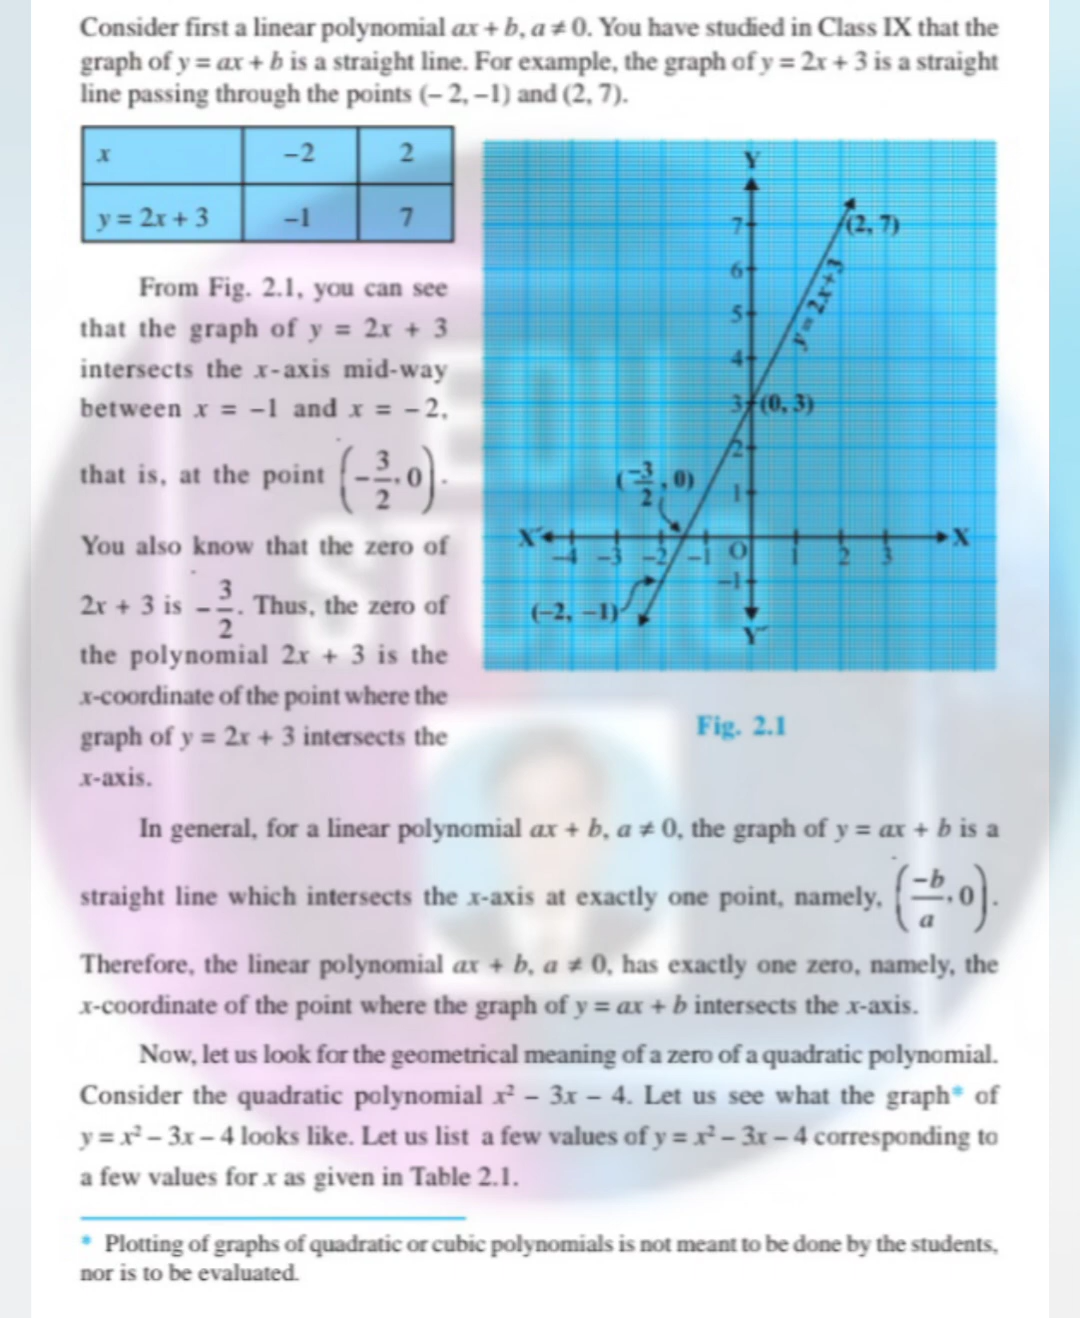 Consider first a linear polynomial ax + b, a ≠ 0. You have studied in Class IX that the
graph of y = ax + b is a straight line. For example, the graph of y = 2x + 3 is a straight
line passing through the points (– 2, –1) and (2, 7).
x –2 2
y = 2x + 3 –1 7
From Fig. 2.1, you can see
that the graph of y = 2x + 3
intersects the x-axis mid-way
between x = –1 and x = – 2,
that is, at the point (–3/2, 0).
You also know that the zero of
2x + 3 is –3/2. Thus, the zero of
the polynomial 2x + 3 is the
x-coordinate of the point where the
graph of y = 2x + 3 intersects the
x-axis.
Y
7
(2, 7)
6
y = 2x+3
5
4
3 (0, 3)
2
(–3/2, 0)
1
X' X
–4 –3 –2 –1 O 1 2 3
–1
(–2, –1)
Y'
Fig. 2.1
In general, for a linear polynomial ax + b, a ≠ 0, the graph of y = ax + b is a
straight line which intersects the x-axis at exactly one point, namely, (–b/a, 0).
Therefore, the linear polynomial ax + b, a ≠ 0, has exactly one zero, namely, the
x-coordinate of the point where the graph of y = ax + b intersects the x-axis.
Now, let us look for the geometrical meaning of a zero of a quadratic polynomial.
Consider the quadratic polynomial x² – 3x – 4. Let us see what the graph* of
y = x² – 3x – 4 looks like. Let us list a few values of y = x² – 3x – 4 corresponding to
a few values for x as given in Table 2.1.
* Plotting of graphs of quadratic or cubic polynomials is not meant to be done by the students,
nor is to be evaluated.